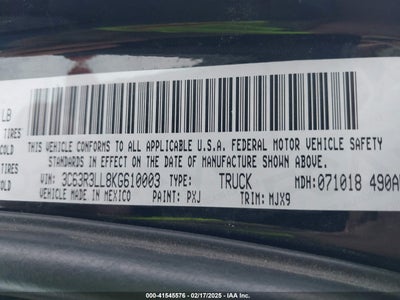 LB
TIRES
COLD
TIRES
COLD
THIS VEHICLE CONFORMS TO ALL APPLICABLE U.S.A. FEDERAL MOTOR VEHICLE SAFETY
STANDARDS IN EFFECT ON THE DATE OF MANUFACTURE SHOWN ABOVE.
VIN: 3C63R3LL8KG610003 TYPE: TRUCK MDH: 071018 490A
VEHICLE MADE IN MEXICO PAINT: PXJ TRIM: MJX9
000-41545576 - 02/17/2025 - IAA Inc.